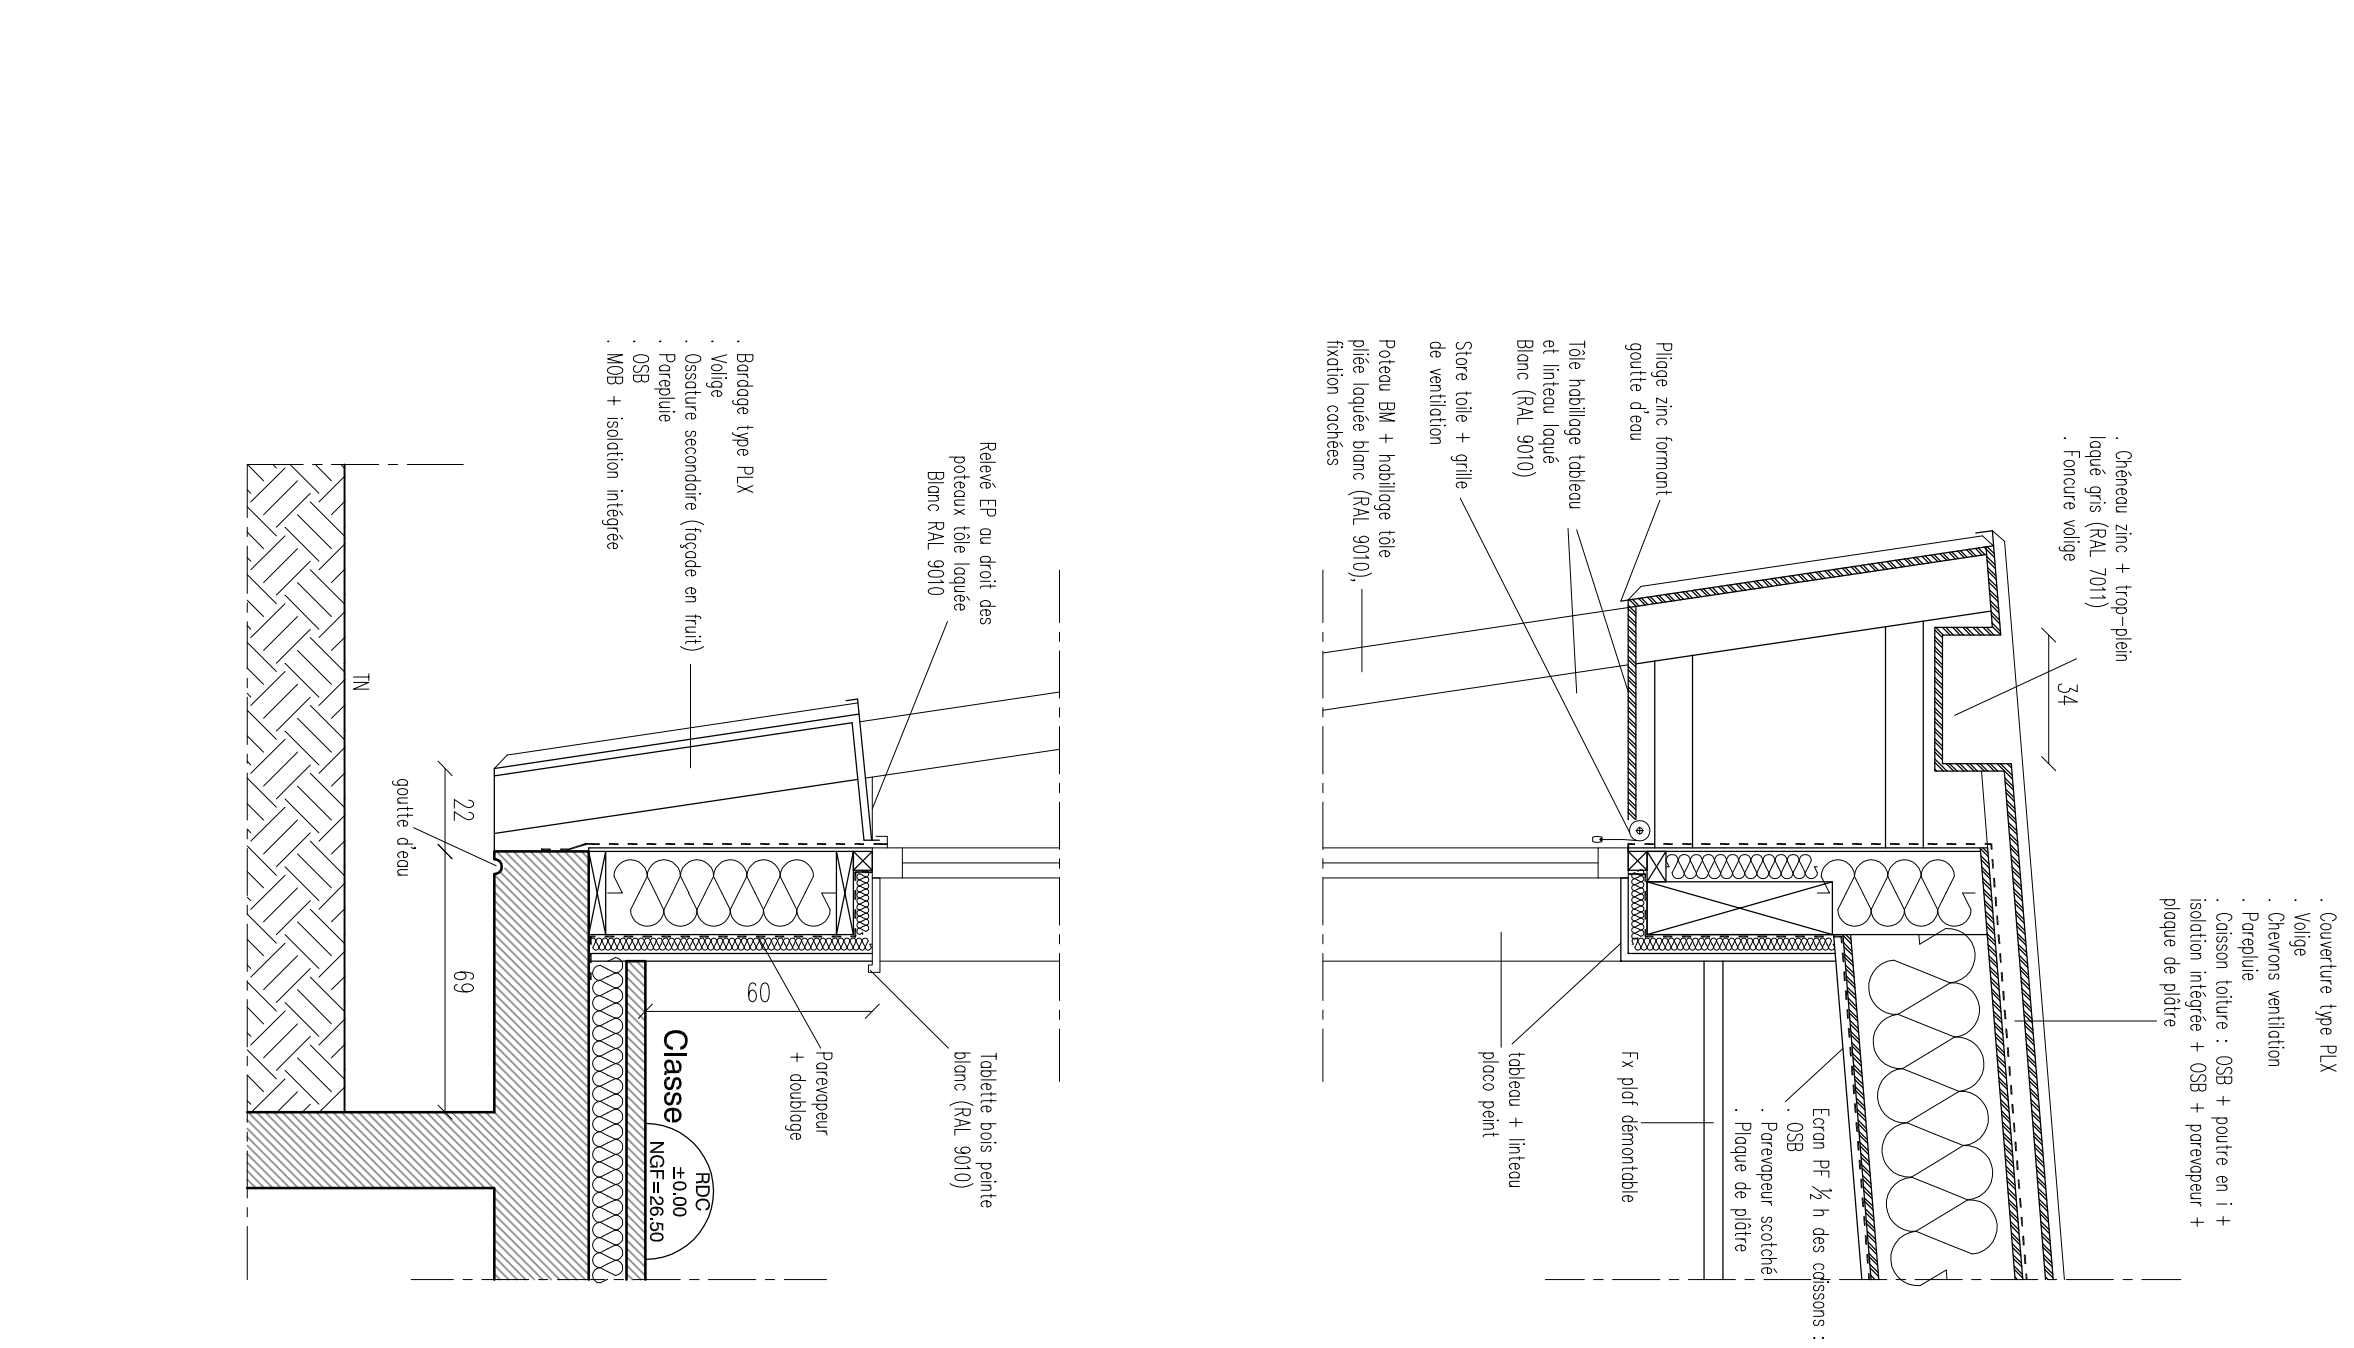 . Couverture type PLX
. Volige
. Chevrons ventilation
. Parepluie
. Caisson toiture : OSB + poutre en i +
isolation intégrée + OSB + parevapeur +
plaque de plâtre
. Chéneau zinc + trop-plein
laqué gris (RAL 7011)
. Foncure volige
34
Pliage zinc formant
goutte d'eau
Tôle habillage tableau
et linteau laqué
Blanc (RAL 9010)
Store toile + grille
de ventilation
Poteau BM + habillage tôle
pliée laquée blanc (RAL 9010),
fixation cachées
Ecran PF ½ h des caissons :
. OSB
. Parevapeur scotché
. Plaque de plâtre
Fx plaf démontable
tableau + linteau
placo peint
Relevé EP au droit des
poteaux tôle laquée
Blanc RAL 9010
Tablette bois peinte
blanc (RAL 9010)
Parevapeur
+ doublage
. Bardage type PLX
. Volige
. Ossature secondaire (façade en fruit)
. Parepluie
. OSB
. MOB + isolation intégrée
60
Classe
RDC
±0.00
NGF=26.50
22
69
goutte d'eau
TN